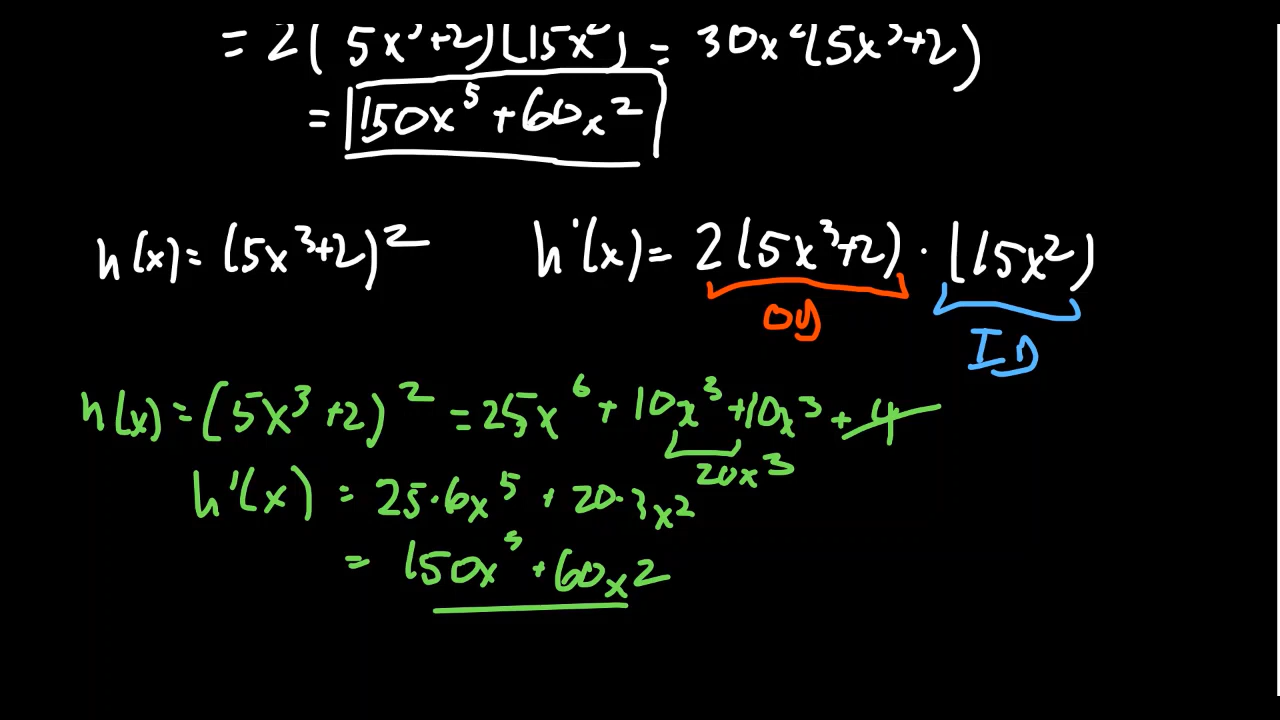 = 2(5x³+2)(15x²) = 30x²(5x³+2)
= 150x⁵ + 60x²
h(x) = (5x³+2)² h'(x) = 2(5x³+2) · (15x²)
OD ID
h(x) = (5x³+2)² = 25x⁶ + 10x³ + 10x³ + 4
20x³
h'(x) = 25·6x⁵ + 20·3x²
= 150x⁵ + 60x²